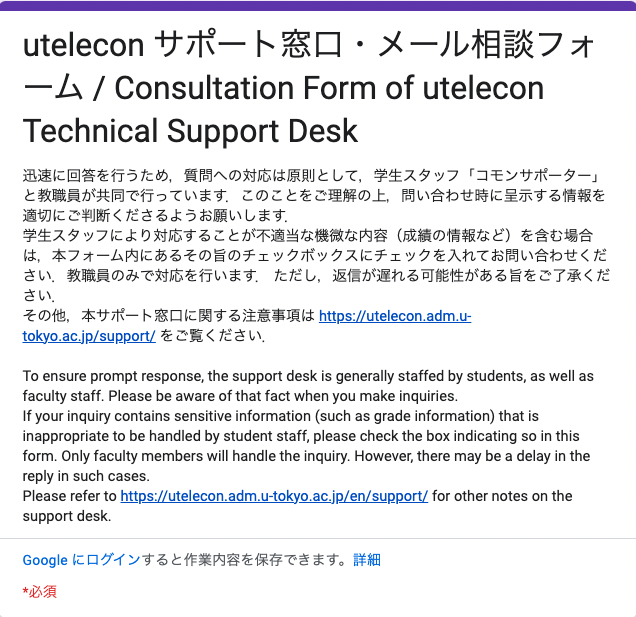 utelecon サポート窓口・メール相談フォ
ーム / Consultation Form of utelecon
Technical Support Desk
迅速に回答を行うため，質問への対応は原則として，学生スタッフ「コモンサポーター」
と教職員が共同で行っています．このことをご理解の上，問い合わせ時に呈示する情報を
適切にご判断くださるようお願いします．
学生スタッフにより対応することが不適当な機微な内容（成績の情報など）を含む場合
は，本フォーム内にあるその旨のチェックボックスにチェックを入れてお問い合わせくだ
さい．教職員のみで対応を行います． ただし，返信が遅れる可能性がある旨をご了承くだ
さい．
その他，本サポート窓口に関する注意事項は https://utelecon.adm.u-
tokyo.ac.jp/support/ をご覧ください．
To ensure prompt response, the support desk is generally staffed by students, as well as
faculty staff. Please be aware of that fact when you make inquiries.
If your inquiry contains sensitive information (such as grade information) that is
inappropriate to be handled by student staff, please check the box indicating so in this
form. Only faculty members will handle the inquiry. However, there may be a delay in the
reply in such cases.
Please refer to https://utelecon.adm.u-tokyo.ac.jp/en/support/ for other notes on the
support desk.
Google にログインすると作業内容を保存できます。詳細
*必須